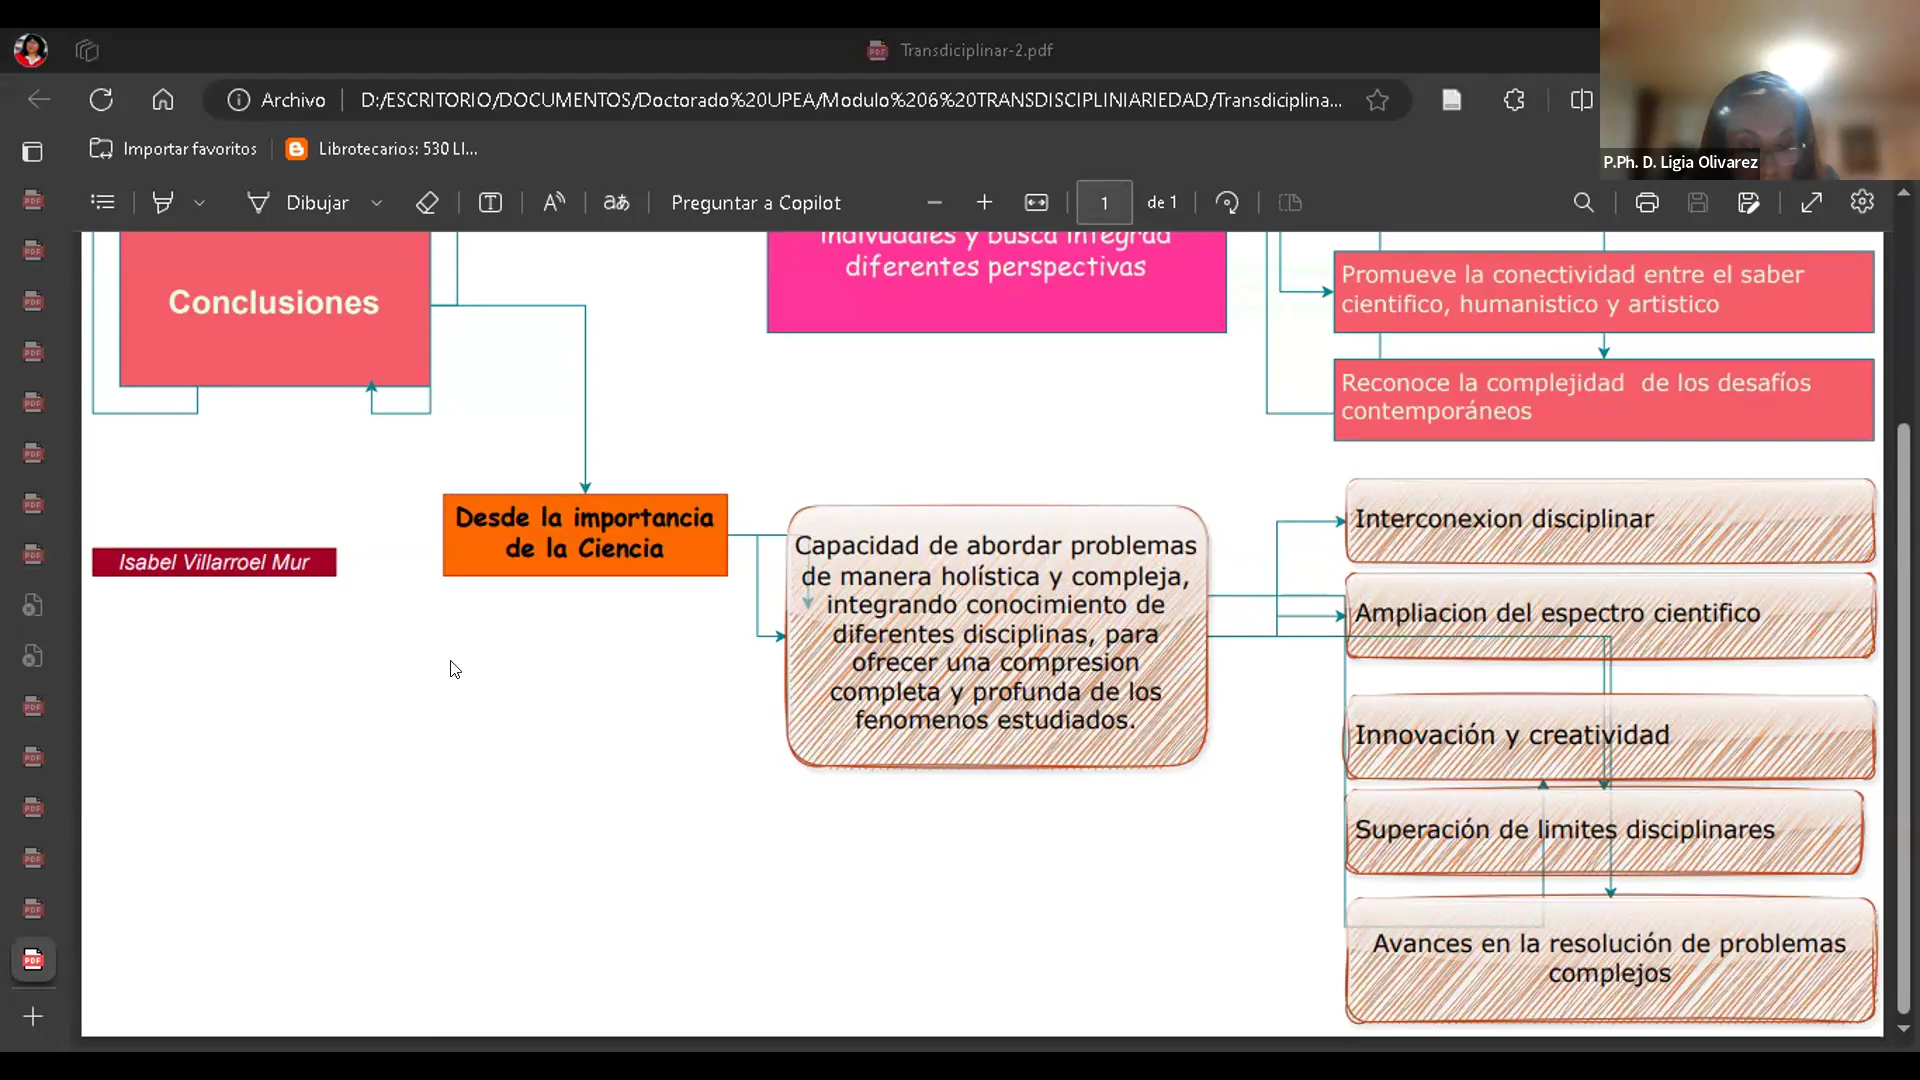 Transdiciplinar-2.pdf
Archivo
D:/ESCRITORIO/DOCUMENTOS/Doctorado%20UPEA/Modulo%206%20TRANSDISCIPLINIARIEDAD/Transdiciplina...
P.Ph. D. Ligia Olivarez
Importar favoritos
Librotecarios: 530 LI...
Dibujar
Preguntar a Copilot
1
de 1
Conclusiones
indivudales y busca integrad
diferentes perspectivas
Promueve la conectividad entre el saber
cientifico, humanistico y artistico
Reconoce la complejidad de los desafíos
contemporáneos
Isabel Villarroel Mur
Desde la importancia
de la Ciencia
Capacidad de abordar problemas
de manera holística y compleja,
integrando conocimiento de
diferentes disciplinas, para
ofrecer una compresion
completa y profunda de los
fenomenos estudiados.
Interconexion disciplinar
Ampliacion del espectro cientifico
Innovación y creatividad
Superación de limites disciplinares
Avances en la resolución de problemas
complejos